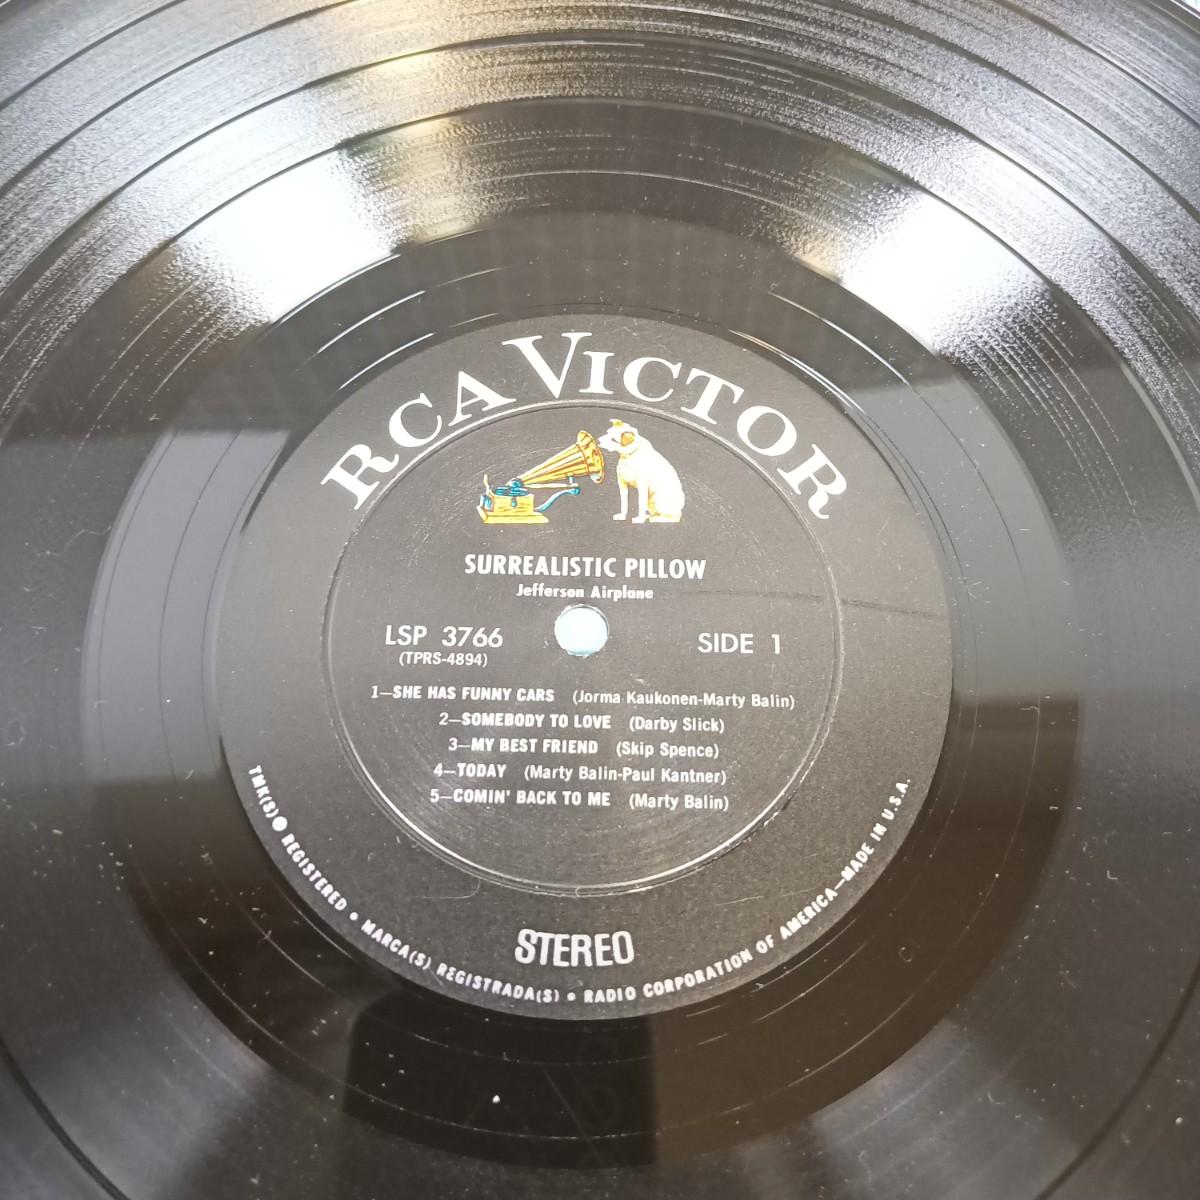 RCA VICTOR
SURREALISTIC PILLOW
Jefferson Airplane
LSP 3766
(TPRS-4894)
SIDE 1
1—SHE HAS FUNNY CARS (Jorma Kaukonen-Marty Balin)
2—SOMEBODY TO LOVE (Darby Slick)
3—MY BEST FRIEND (Skip Spence)
4—TODAY (Marty Balin-Paul Kantner)
5—COMIN' BACK TO ME (Marty Balin)
STEREO
TMK(S) ® REGISTERED • MARCA(S) REGISTRADA(S) • RADIO CORPORATION OF AMERICA—MADE IN U.S.A.